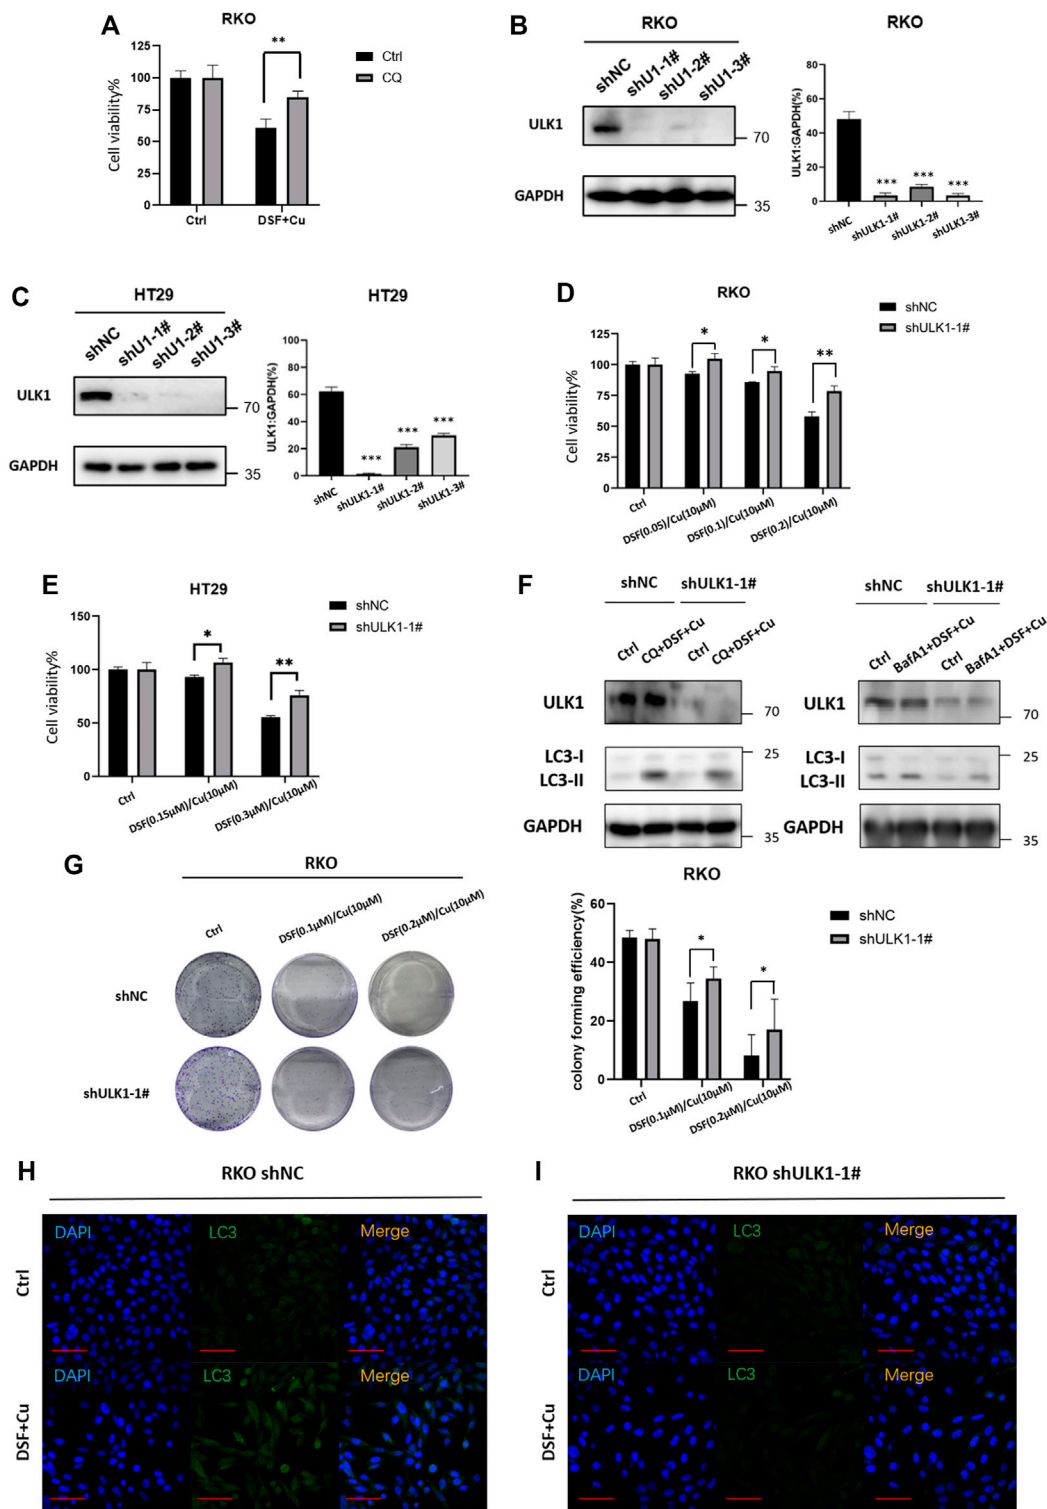 A
RKO
**
Ctrl
CQ
Cell viability%
125
100
75
50
25
0
Ctrl
DSF+Cu
B
RKO
shNC
shU1-1#
shU1-2#
shU1-3#
ULK1
70
GAPDH
35
RKO
ULK1:GAPDH(%)
80
60
40
20
0
***
***
***
shNC
shULK1-1#
shULK1-2#
shULK1-3#
C
HT29
shNC
shU1-1#
shU1-2#
shU1-3#
ULK1
70
GAPDH
35
HT29
ULK1:GAPDH(%)
100
80
60
40
20
0
***
***
***
shNC
shULK1-1#
shULK1-2#
shULK1-3#
D
RKO
shNC
shULK1-1#
Cell viability%
125
100
75
50
25
0
*
*
**
Ctrl
DSF(0.05)/Cu(10μM)
DSF(0.1)/Cu(10μM)
DSF(0.2)/Cu(10μM)
E
HT29
shNC
shULK1-1#
Cell viability%
150
100
50
0
*
**
Ctrl
DSF(0.15μM)/Cu(10μM)
DSF(0.3μM)/Cu(10μM)
F
shNC
shULK1-1#
Ctrl
CQ+DSF+Cu
Ctrl
CQ+DSF+Cu
ULK1
70
LC3-I
25
LC3-II
GAPDH
35
shNC
shULK1-1#
Ctrl
BafA1+DSF+Cu
Ctrl
BafA1+DSF+Cu
ULK1
70
LC3-I
25
LC3-II
GAPDH
35
G
RKO
Ctrl
DSF(0.1μM)/Cu(10μM)
DSF(0.2μM)/Cu(10μM)
shNC
shULK1-1#
RKO
shNC
shULK1-1#
colony forming efficiency(%)
60
40
20
0
*
*
Ctrl
DSF(0.1μM)/Cu(10μM)
DSF(0.2μM)/Cu(10μM)
H
RKO shNC
Ctrl
DAPI
LC3
Merge
DSF+Cu
DAPI
LC3
Merge
I
RKO shULK1-1#
Ctrl
DAPI
LC3
Merge
DSF+Cu
DAPI
LC3
Merge